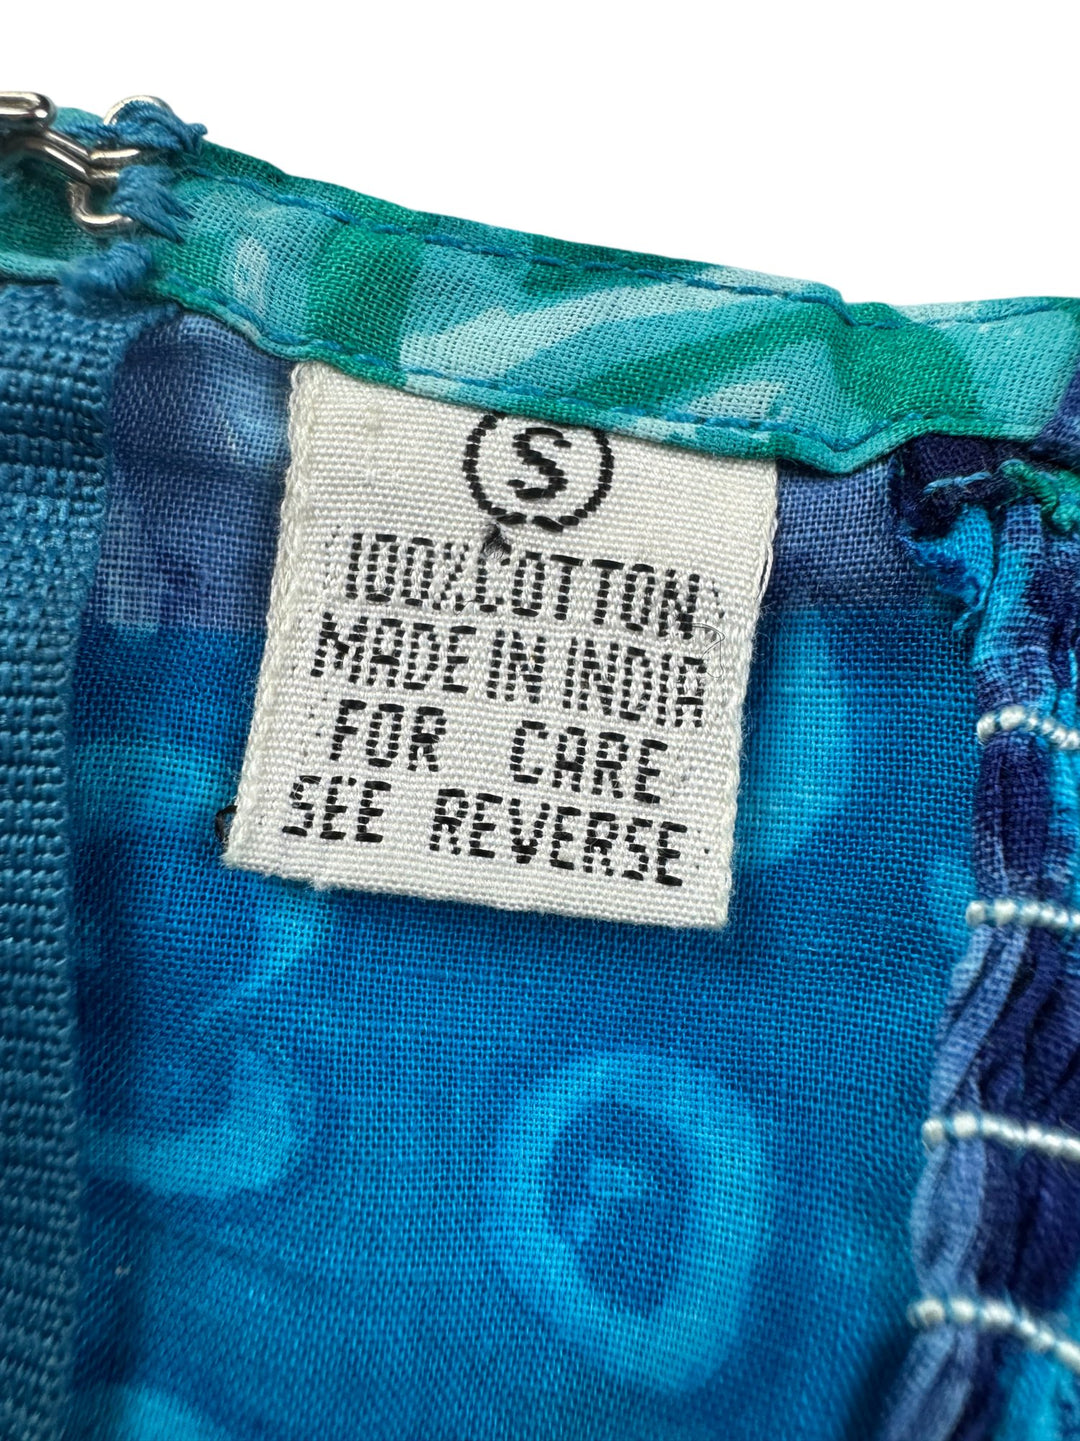 S
100% COTTON
MADE IN INDIA
FOR CARE
SEE REVERSE